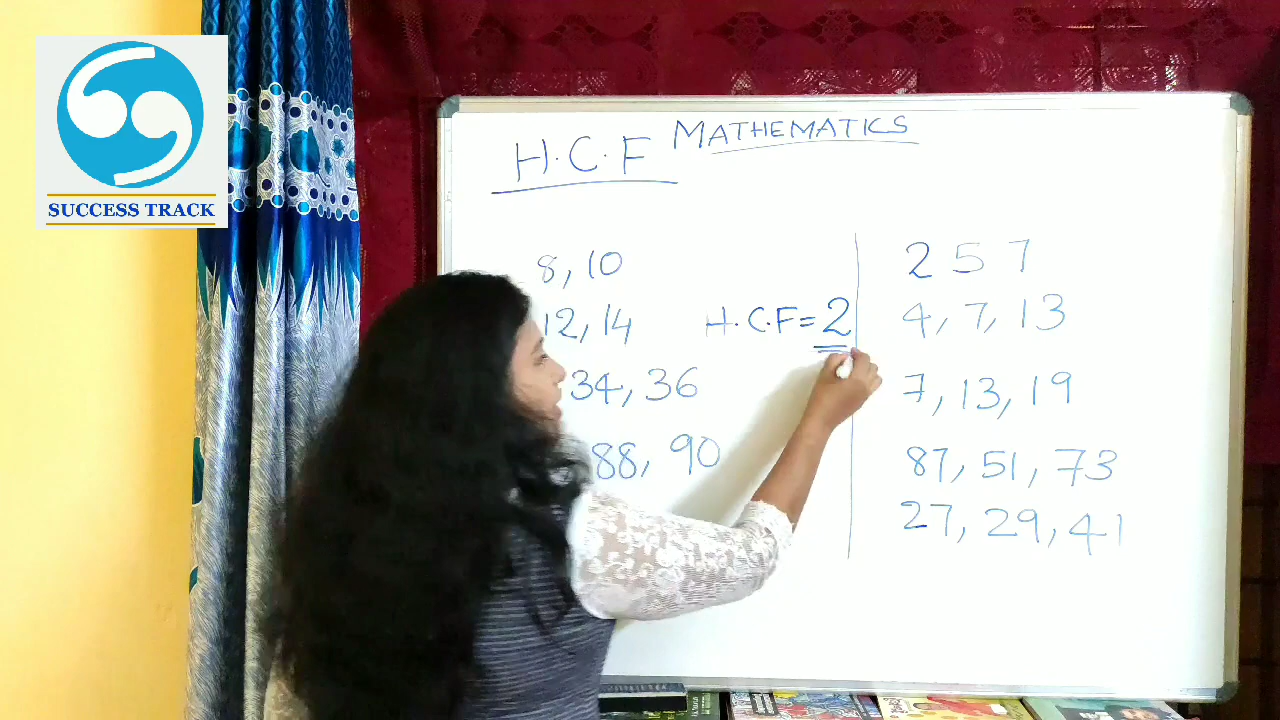 SUCCESS TRACK
MATHEMATICS
H.C.F
8, 10
12, 14
34, 36
88, 90
H.C.F = 2
2 5 7
4, 7, 13
7, 13, 19
87, 51, 73
27, 29, 41